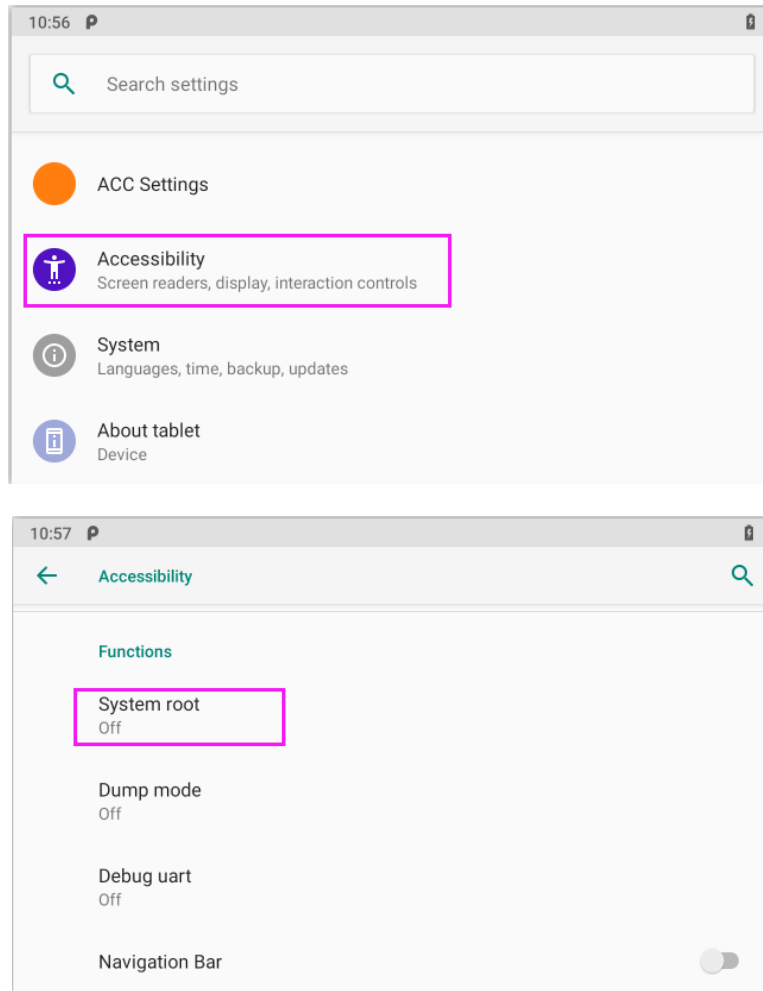 10:56
Search settings
ACC Settings
Accessibility
Screen readers, display, interaction controls
System
Languages, time, backup, updates
About tablet
Device
10:57
Accessibility
Functions
System root
Off
Dump mode
Off
Debug uart
Off
Navigation Bar